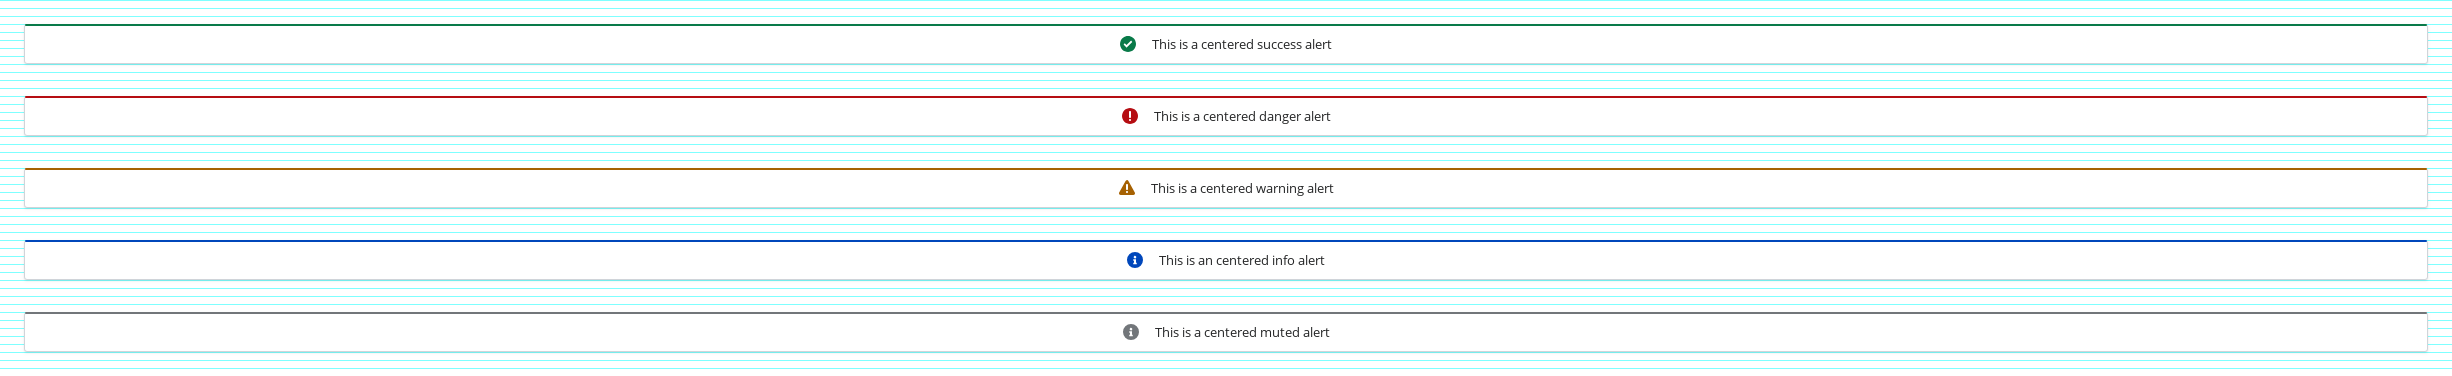 This is a centered success alert
This is a centered danger alert
This is a centered warning alert
This is an centered info alert
This is a centered muted alert